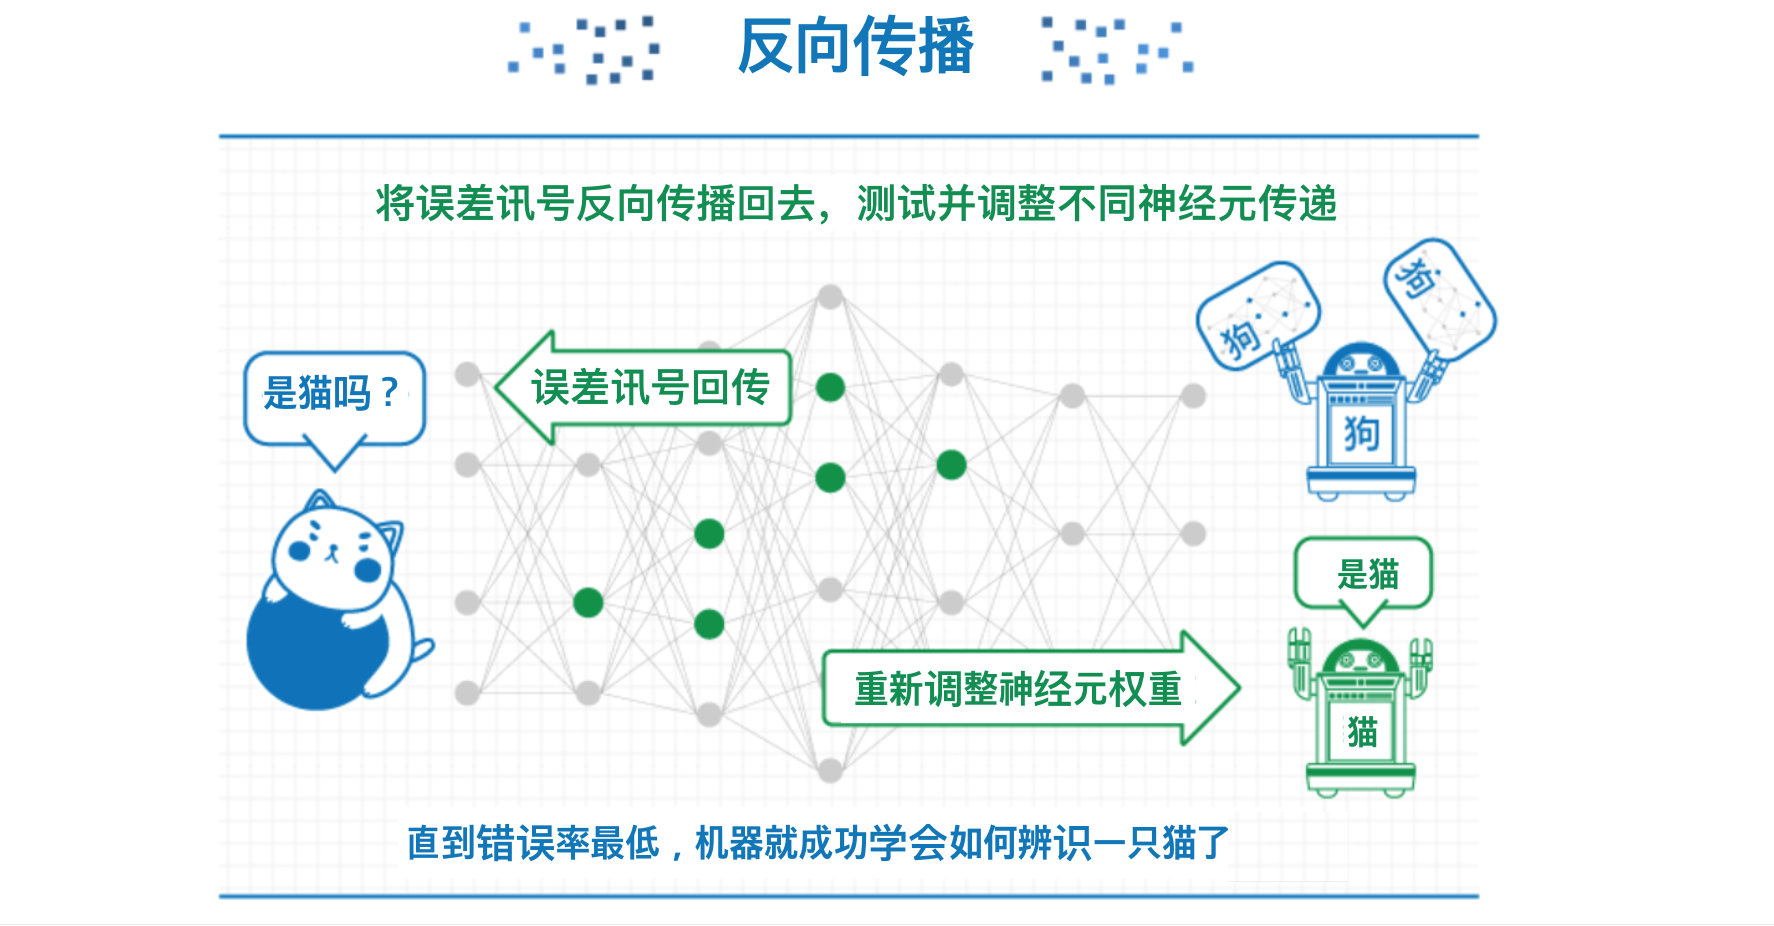 反向传播
将误差讯号反向传播回去，测试并调整不同神经元传递
狗
狗
误差讯号回传
是猫吗？
狗
是猫
重新调整神经元权重
猫
直到错误率最低，机器就成功学会如何辨识一只猫了